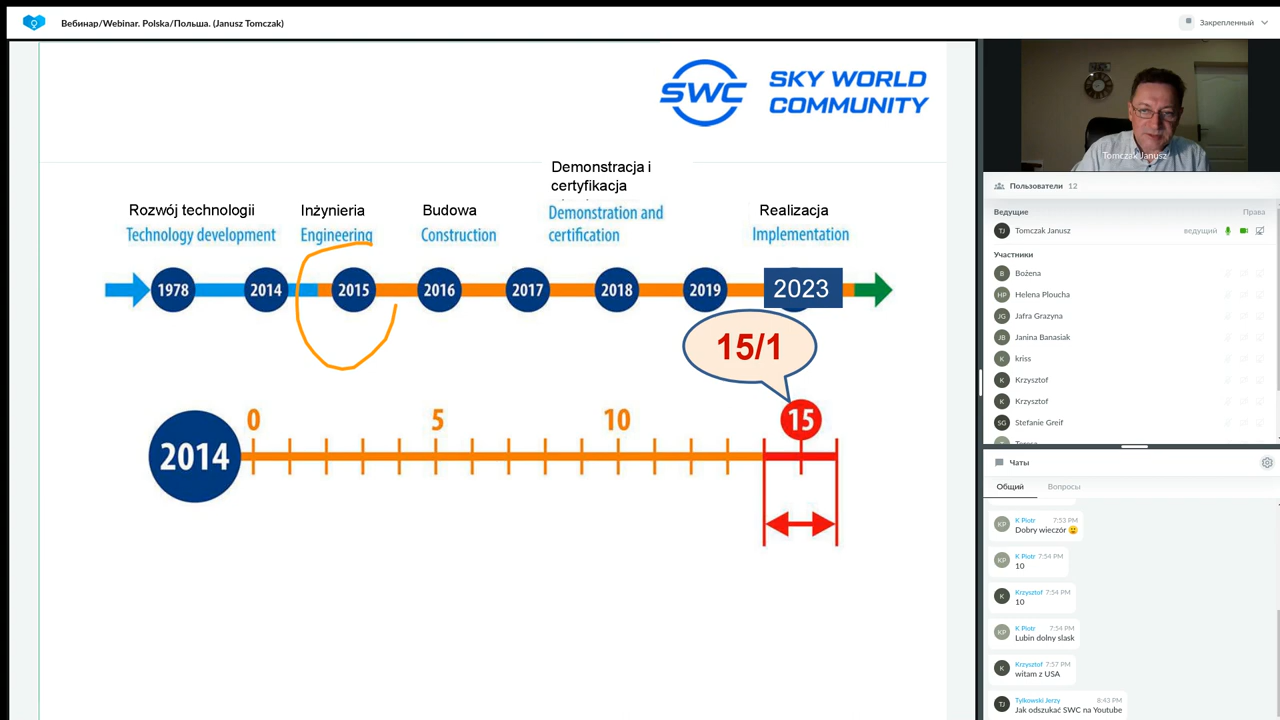 Вебинар/Webinar. Polska/Польша. (Janusz Tomczak)
Закрепленный
SWC
SKY WORLD
COMMUNITY
Demonstracja i
certyfikacja
Rozwój technologii
Inżynieria
Budowa
Realizacja
Technology development
Engineering
Construction
Demonstration and
certification
Implementation
1978
2014
2015
2016
2017
2018
2019
2023
15/1
0
5
10
15
2014
Tomczak Janusz
Пользователи 12
Ведущие
Права
TJ
Tomczak Janusz
ведущий
Участники
B
Bożena
HP
Helena Ploucha
JG
Jafra Grazyna
JB
Janina Banasiak
K
kriss
K
Krzysztof
K
Krzysztof
SG
Stefanie Greif
Чаты
Общий
Вопросы
KP
K Piotr 7:53 PM
Dobry wieczór 🙂
KP
K Piotr 7:54 PM
10
K
Krzysztof 7:54 PM
10
KP
K Piotr 7:54 PM
Lubin dolny slask
K
Krzysztof 7:57 PM
witam z USA
TJ
Tylkowski Jerzy 8:43 PM
Jak odszukać SWC na Youtube